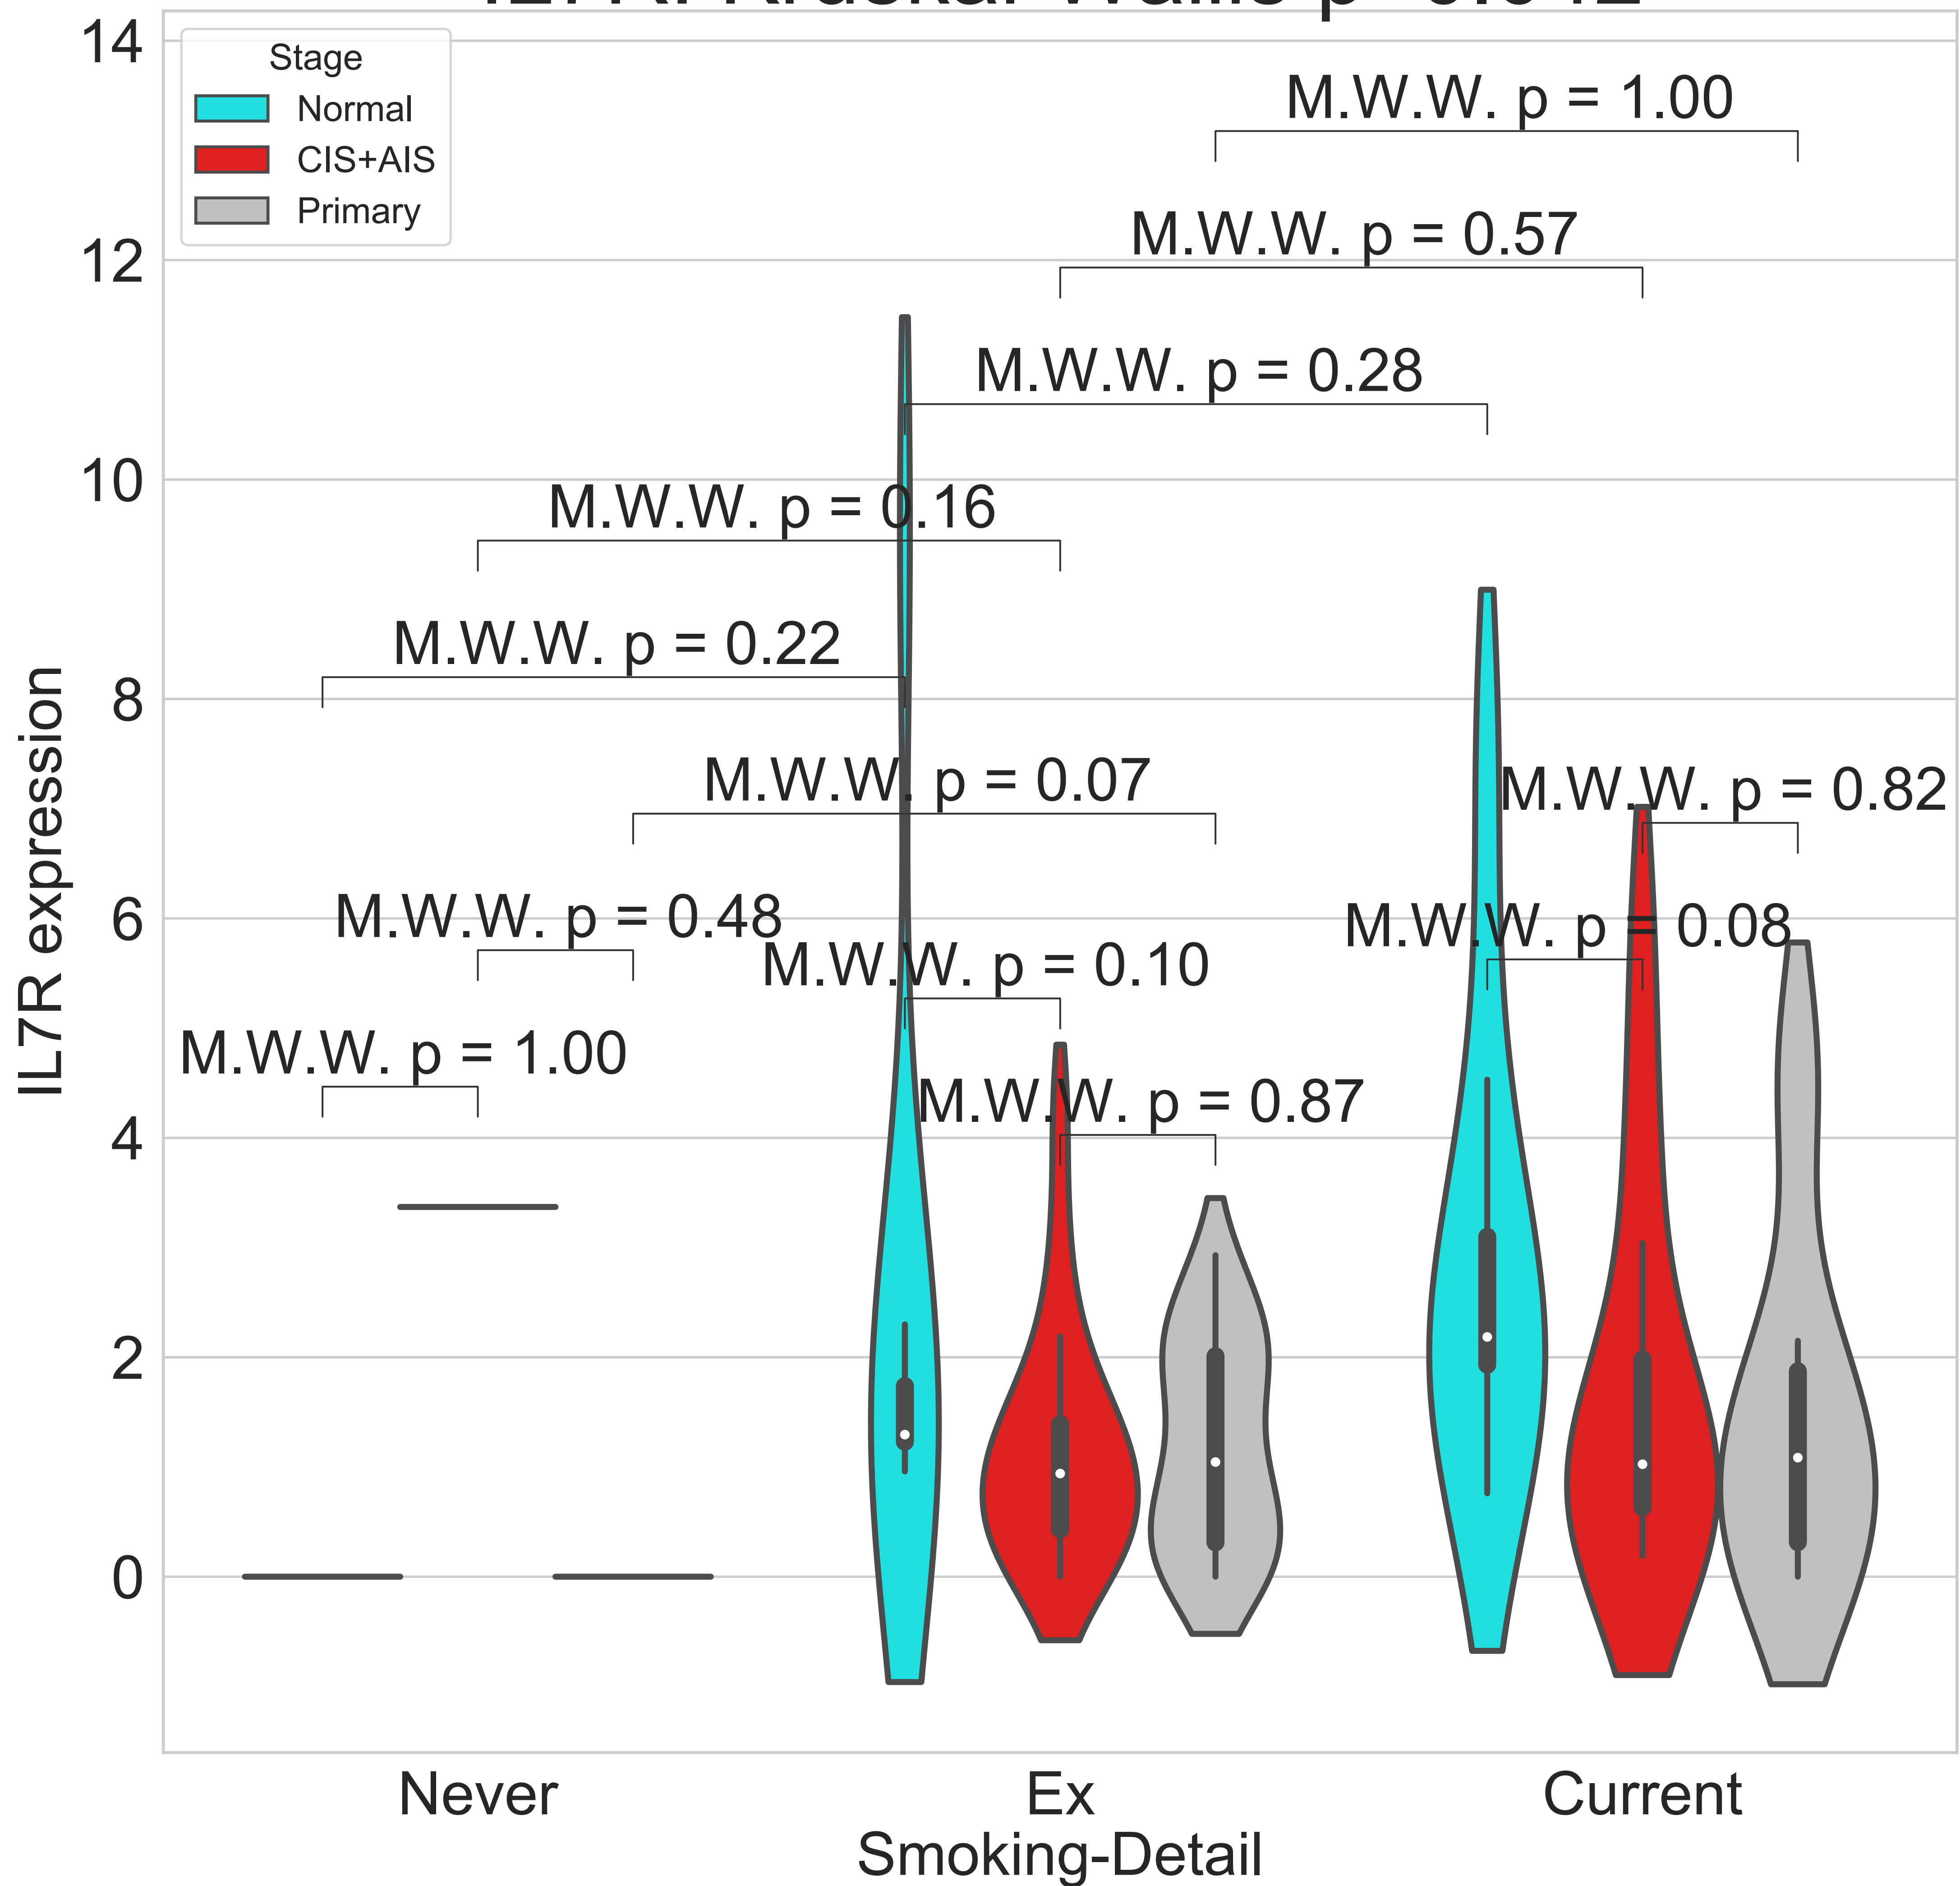 Stage
Normal
CIS+AIS
Primary
14
12
10
8
6
4
2
0
IL7R expression
M.W.W. p = 1.00
M.W.W. p = 0.57
M.W.W. p = 0.28
M.W.W. p = 0.16
M.W.W. p = 0.22
M.W.W. p = 0.07
M.W.W. p = 0.82
M.W.W. p = 0.48
M.W.W. p = 0.08
M.W.W. p = 0.10
M.W.W. p = 1.00
M.W.W. p = 0.87
Never
Ex
Current
Smoking-Detail